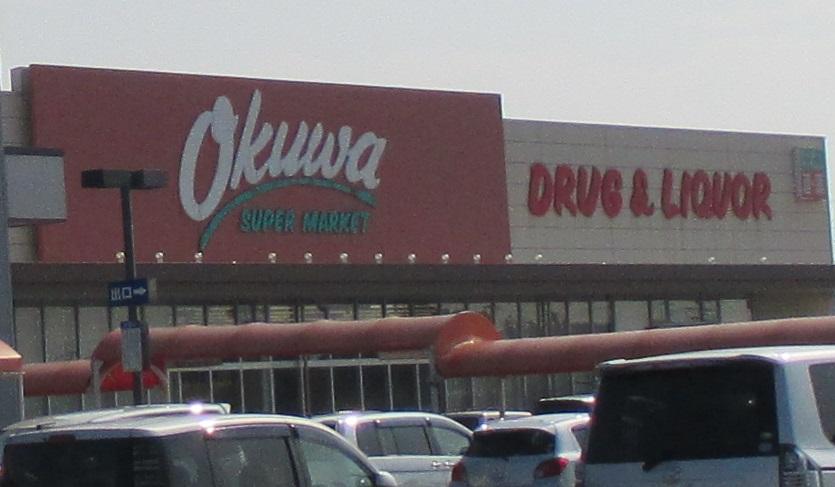 Okuwa
SUPER MARKET
DRUG & LIQUOR
出口